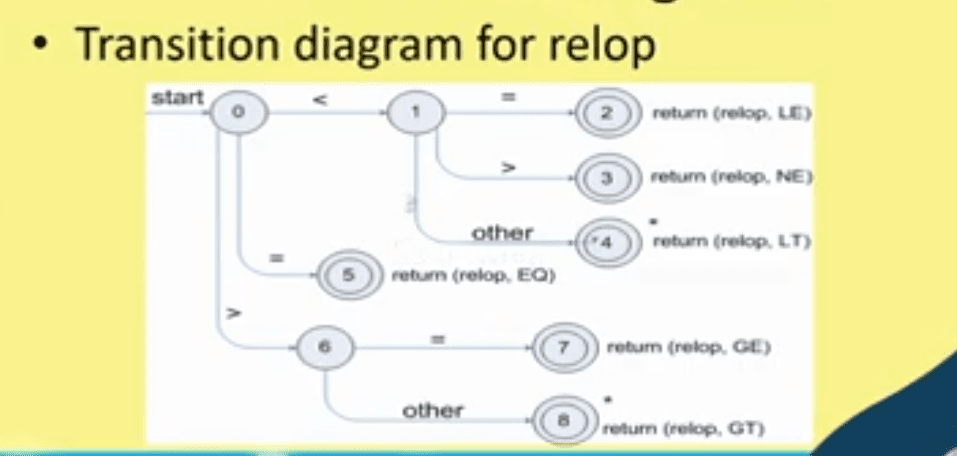 • Transition diagram for relop
start 0 < 1 = 2 return (relop, LE)
> 3 return (relop, NE)
other *4 * return (relop, LT)
= 5 return (relop, EQ)
> 6 = 7 return (relop, GE)
other 8 * return (relop, GT)